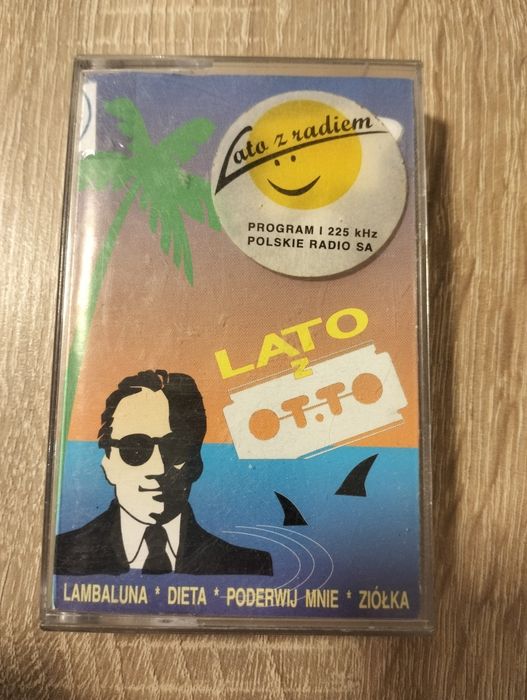 Lato z radiem
PROGRAM I 225 kHz
POLSKIE RADIO SA
LATO
Z
OT.TO
LAMBALUNA * DIETA * PODERWIJ MNIE * ZIÓŁKA